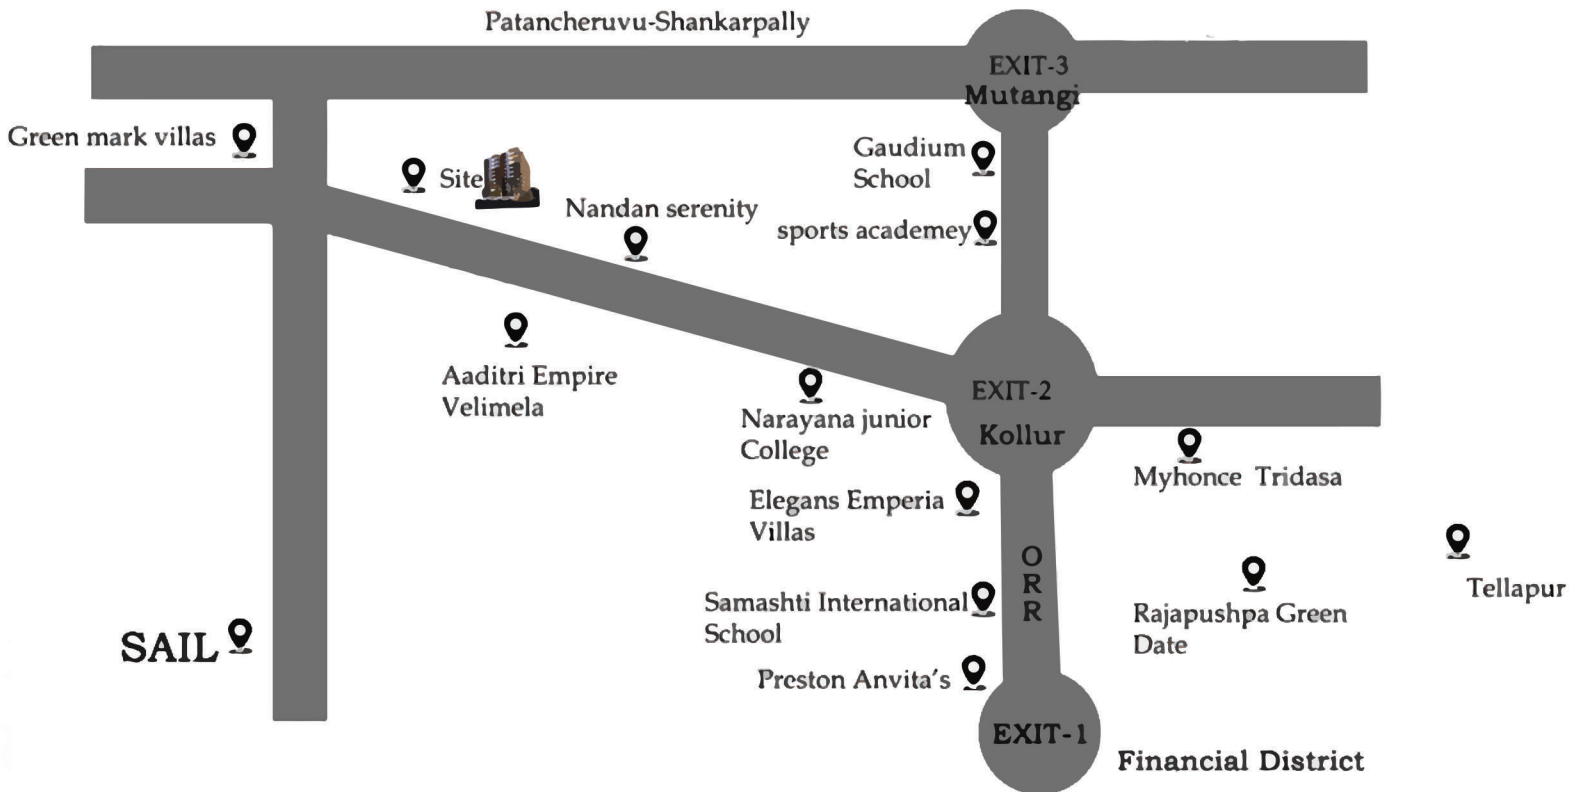 Patancheruvu-Shankarpally
EXIT-3
Mutangi
Green mark villas
Site
Gaudium
School
Nandan serenity
sports academey
Aaditri Empire
Velimela
EXIT-2
Kollur
Narayana junior
College
Myhonce Tridasa
Elegans Emperia
Villas
O
R
R
Tellapur
Samashti International
School
Rajapushpa Green
Date
SAIL
Preston Anvita's
EXIT-1
Financial District